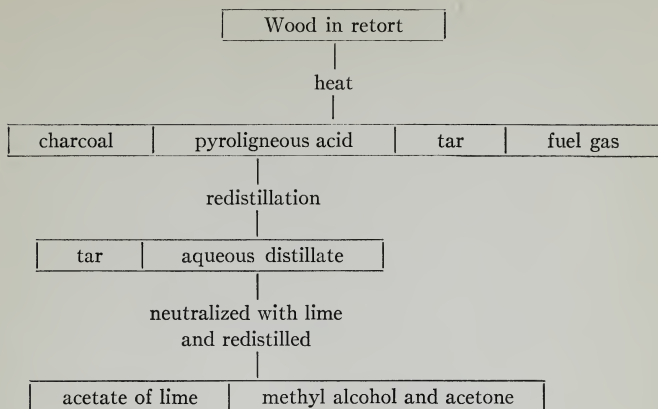 Wood in retort
heat
charcoal pyroligneous acid tar fuel gas
redistillation
tar aqueous distillate
neutralized with lime
and redistilled
acetate of lime methyl alcohol and acetone